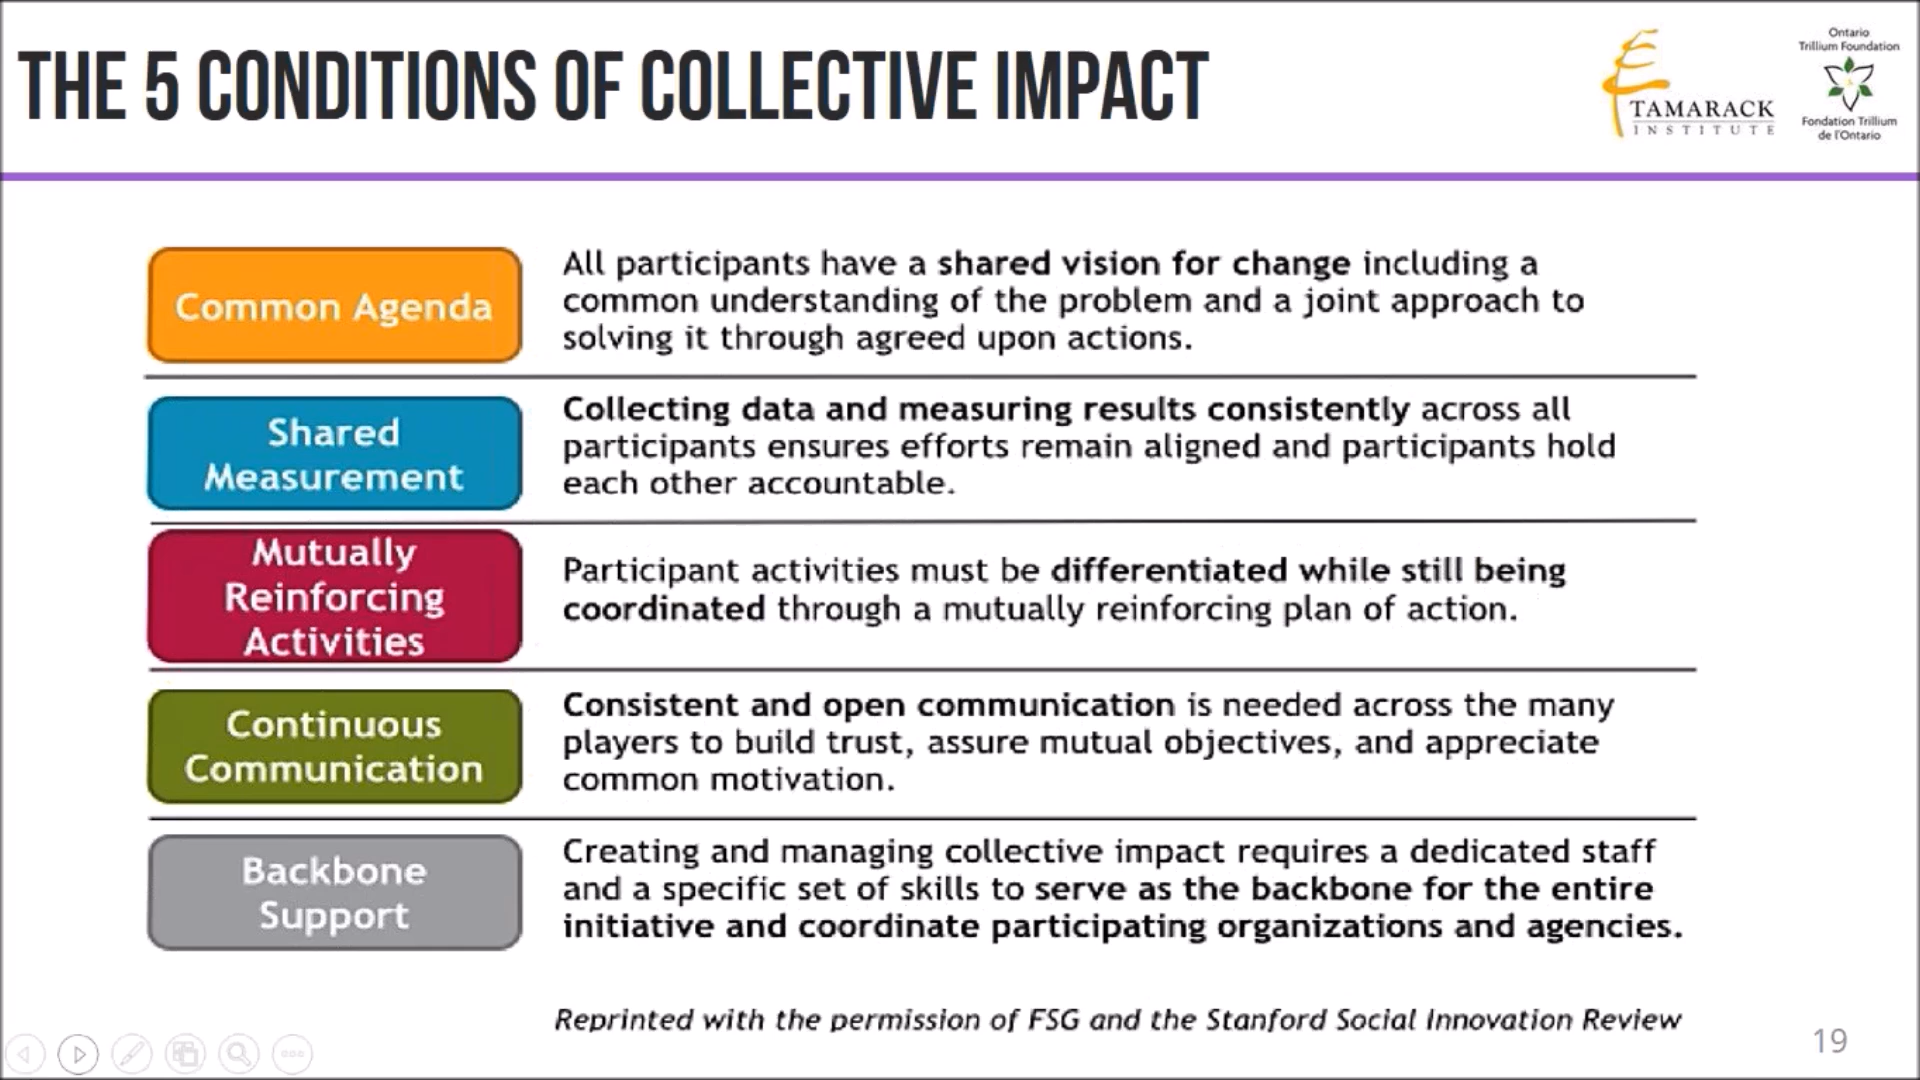 THE 5 CONDITIONS OF COLLECTIVE IMPACT
TAMARACK
INSTITUTE
Ontario
Trillium Foundation
Fondation Trillium
de l'Ontario
Common Agenda
All participants have a shared vision for change including a
common understanding of the problem and a joint approach to
solving it through agreed upon actions.
Shared
Measurement
Collecting data and measuring results consistently across all
participants ensures efforts remain aligned and participants hold
each other accountable.
Mutually
Reinforcing
Activities
Participant activities must be differentiated while still being
coordinated through a mutually reinforcing plan of action.
Continuous
Communication
Consistent and open communication is needed across the many
players to build trust, assure mutual objectives, and appreciate
common motivation.
Backbone
Support
Creating and managing collective impact requires a dedicated staff
and a specific set of skills to serve as the backbone for the entire
initiative and coordinate participating organizations and agencies.
Reprinted with the permission of FSG and the Stanford Social Innovation Review
19